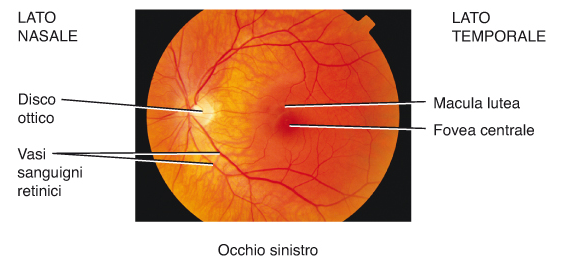 LATO
NASALE
LATO
TEMPORALE
Disco
ottico
Macula lutea
Fovea centrale
Vasi
sanguigni
retinici
Occhio sinistro